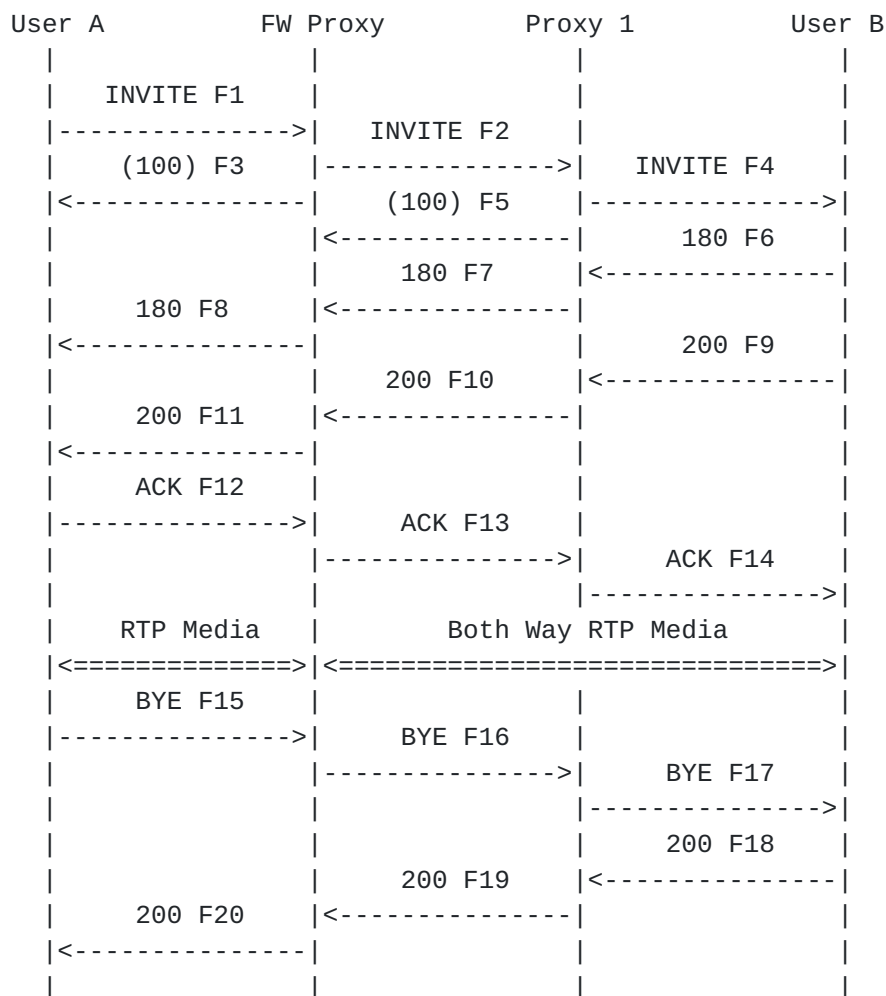 User A          FW Proxy         Proxy 1          User B
INVITE F1
INVITE F2
(100) F3          INVITE F4
(100) F5
180 F6
180 F7
180 F8
200 F9
200 F10
200 F11
ACK F12
ACK F13
ACK F14
RTP Media          Both Way RTP Media
BYE F15
BYE F16
BYE F17
200 F18
200 F19
200 F20